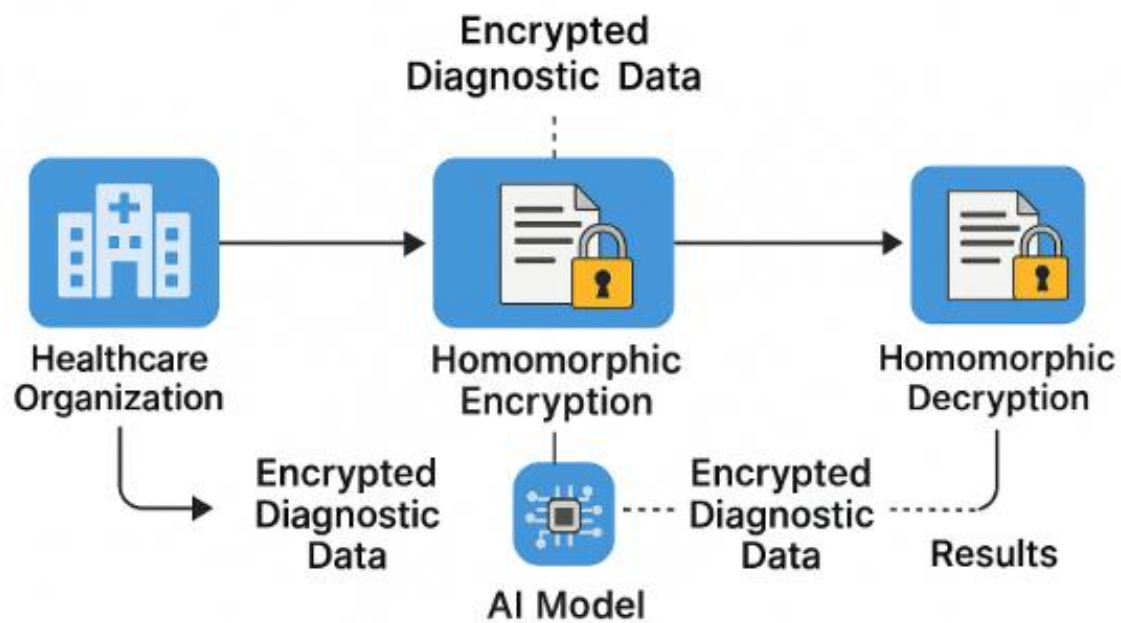 Encrypted
Diagnostic Data
Healthcare
Organization
Homomorphic
Encryption
Homomorphic
Decryption
Encrypted
Diagnostic
Data
AI Model
Encrypted
Diagnostic
Data
Results